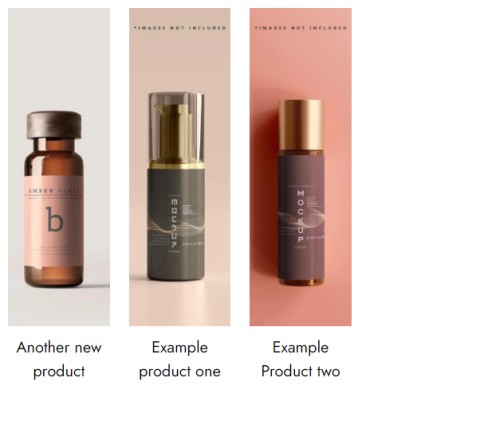 *IMAGES NOT INCLUDED
*IMAGES NOT INCLUDED
AMBER GLASS
b
MOCKUP
MOCKUP
Another new
product
Example
product one
Example
Product two